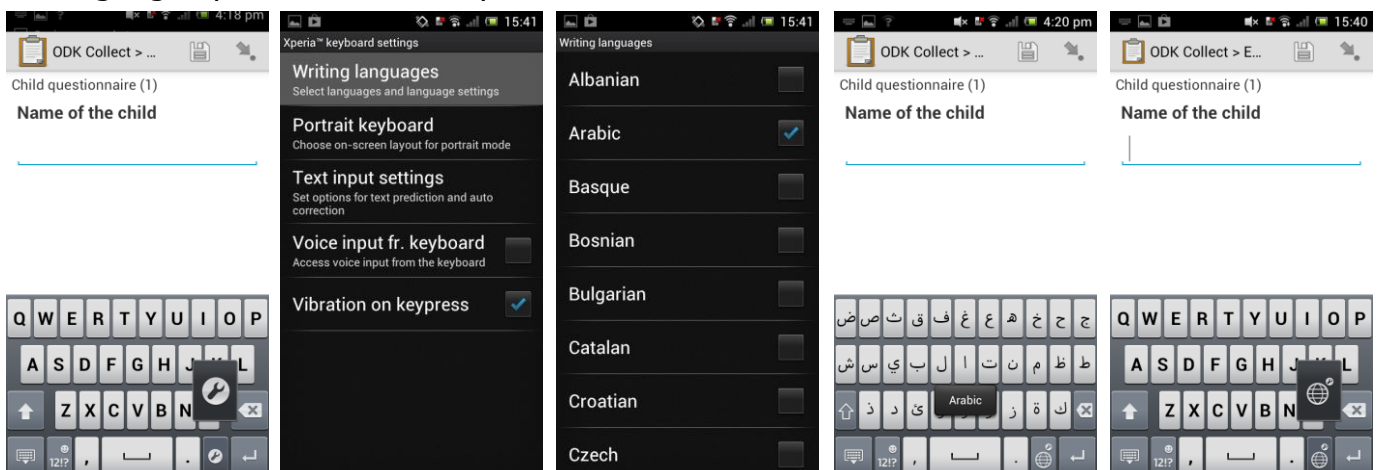 4:18 pm
ODK Collect > ...
Child questionnaire (1)
Name of the child
Q W E R T Y U I O P
A S D F G H J L
Z X C V B N
12!? , .
15:41
Xperia™ keyboard settings
Writing languages
Select languages and language settings
Portrait keyboard
Choose on-screen layout for portrait mode
Text input settings
Set options for text prediction and auto
correction
Voice input fr. keyboard
Access voice input from the keyboard
Vibration on keypress
15:41
Writing languages
Albanian
Arabic
Basque
Bosnian
Bulgarian
Catalan
Croatian
Czech
4:20 pm
ODK Collect > ...
Child questionnaire (1)
Name of the child
ج ح خ ه ع غ ف ق ث ص ض
ط ظ م ن ت ا ل ب ي س ش
ك ة ز ئ د ذ
Arabic
12!? , .
15:40
ODK Collect > E...
Child questionnaire (1)
Name of the child
Q W E R T Y U I O P
A S D F G H J L
Z X C V B N
12!? , .